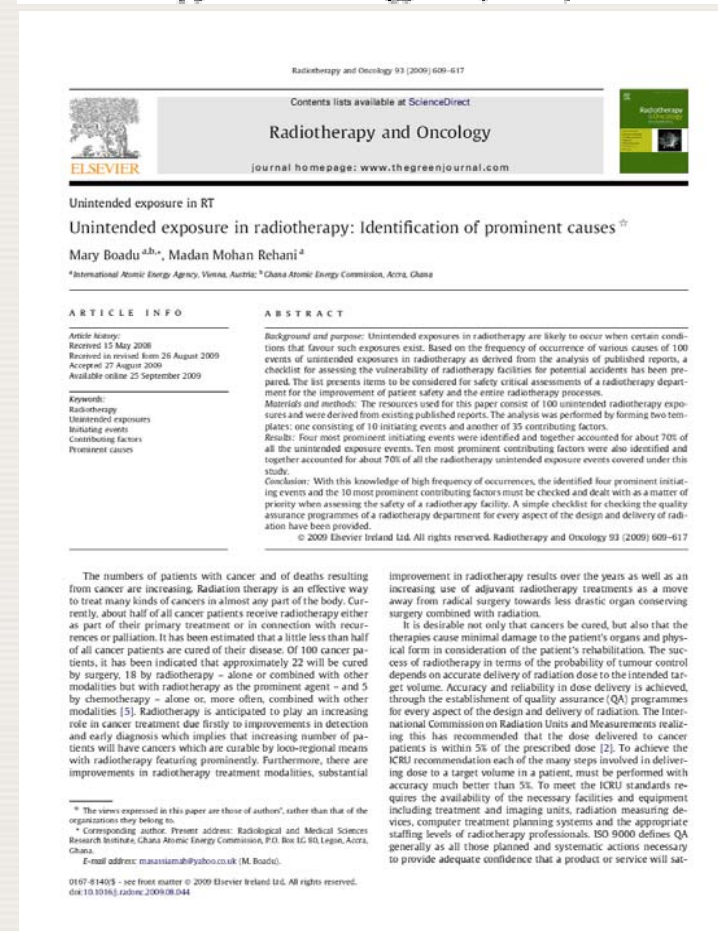 Radiotherapy and Oncology 93 (2009) 609–617
Contents lists available at ScienceDirect
Radiotherapy and Oncology
journal homepage: www.thegreenjournal.com
ELSEVIER
Radiotherapy
&Oncology
Unintended exposure in RT
Unintended exposure in radiotherapy: Identification of prominent causes ☆
Mary Boadu a,b,*, Madan Mohan Rehani a
a International Atomic Energy Agency, Vienna, Austria; b Ghana Atomic Energy Commission, Accra, Ghana
ARTICLE INFO
Article history:
Received 15 May 2008
Received in revised form 26 August 2009
Accepted 27 August 2009
Available online 25 September 2009
Keywords:
Radiotherapy
Unintended exposures
Initiating events
Contributing factors
Prominent causes
ABSTRACT
Background and purpose: Unintended exposures in radiotherapy are likely to occur when certain condi-
tions that favour such exposures exist. Based on the frequency of occurrence of various causes of 100
events of unintended exposures in radiotherapy as derived from the analysis of published reports, a
checklist for assessing the vulnerability of radiotherapy facilities for potential accidents has been pre-
pared. The list presents items to be considered for safety critical assessments of a radiotherapy depart-
ment for the improvement of patient safety and the entire radiotherapy processes.
Materials and methods: The resources used for this paper consist of 100 unintended radiotherapy expo-
sures and were derived from existing published reports. The analysis was performed by forming two tem-
plates: one consisting of 10 initiating events and another of 35 contributing factors.
Results: Four most prominent initiating events were identified and together accounted for about 70% of
all the unintended exposure events. Ten most prominent contributing factors were also identified and
together accounted for about 70% of all the radiotherapy unintended exposure events covered under this
study.
Conclusion: With this knowledge of high frequency of occurrences, the identified four prominent initiat-
ing events and the 10 most prominent contributing factors must be checked and dealt with as a matter of
priority when assessing the safety of a radiotherapy facility. A simple checklist for checking the quality
assurance programmes of a radiotherapy department for every aspect of the design and delivery of radi-
ation have been provided.
© 2009 Elsevier Ireland Ltd. All rights reserved. Radiotherapy and Oncology 93 (2009) 609–617
The numbers of patients with cancer and of deaths resulting
from cancer are increasing. Radiation therapy is an effective way
to treat many kinds of cancers in almost any part of the body. Cur-
rently, about half of all cancer patients receive radiotherapy either
as part of their primary treatment or in connection with recur-
rences or palliation. It has been estimated that a little less than half
of all cancer patients are cured of their disease. Of 100 cancer pa-
tients, it has been indicated that approximately 22 will be cured
by surgery, 18 by radiotherapy – alone or combined with other
modalities but with radiotherapy as the prominent agent – and 5
by chemotherapy – alone or, more often, combined with other
modalities [5]. Radiotherapy is anticipated to play an increasing
role in cancer treatment due firstly to improvements in detection
and early diagnosis which implies that increasing number of pa-
tients will have cancers which are curable by loco-regional means
with radiotherapy featuring prominently. Furthermore, there are
improvements in radiotherapy treatment modalities, substantial
☆ The views expressed in this paper are those of authors', rather than that of the
organizations they belong to.
* Corresponding author. Present address: Radiological and Medical Sciences
Research Institute, Ghana Atomic Energy Commission, P.O. Box LG 80, Legon, Accra,
Ghana.
E-mail address: masassiamah@yahoo.co.uk (M. Boadu).
0167-8140/$ - see front matter © 2009 Elsevier Ireland Ltd. All rights reserved.
doi:10.1016/j.radonc.2009.08.044
improvement in radiotherapy results over the years as well as an
increasing use of adjuvant radiotherapy treatments as a move
away from radical surgery towards less drastic organ conserving
surgery combined with radiation.
It is desirable not only that cancers be cured, but also that the
therapies cause minimal damage to the patient's organs and phys-
ical form in consideration of the patient's rehabilitation. The suc-
cess of radiotherapy in terms of the probability of tumour control
depends on accurate delivery of radiation dose to the intended tar-
get volume. Accuracy and reliability in dose delivery is achieved,
through the establishment of quality assurance (QA) programmes
for every aspect of the design and delivery of radiation. The Inter-
national Commission on Radiation Units and Measurements realiz-
ing this has recommended that the dose delivered to cancer
patients is within 5% of the prescribed dose [2]. To achieve the
ICRU recommendation each of the many steps involved in deliver-
ing dose to a target volume in a patient, must be performed with
accuracy much better than 5%. To meet the ICRU standards re-
quires the availability of the necessary facilities and equipment
including treatment and imaging units, radiation measuring de-
vices, computer treatment planning systems and the appropriate
staffing levels of radiotherapy professionals. ISO 9000 defines QA
generally as all those planned and systematic actions necessary
to provide adequate confidence that a product or service will sat-